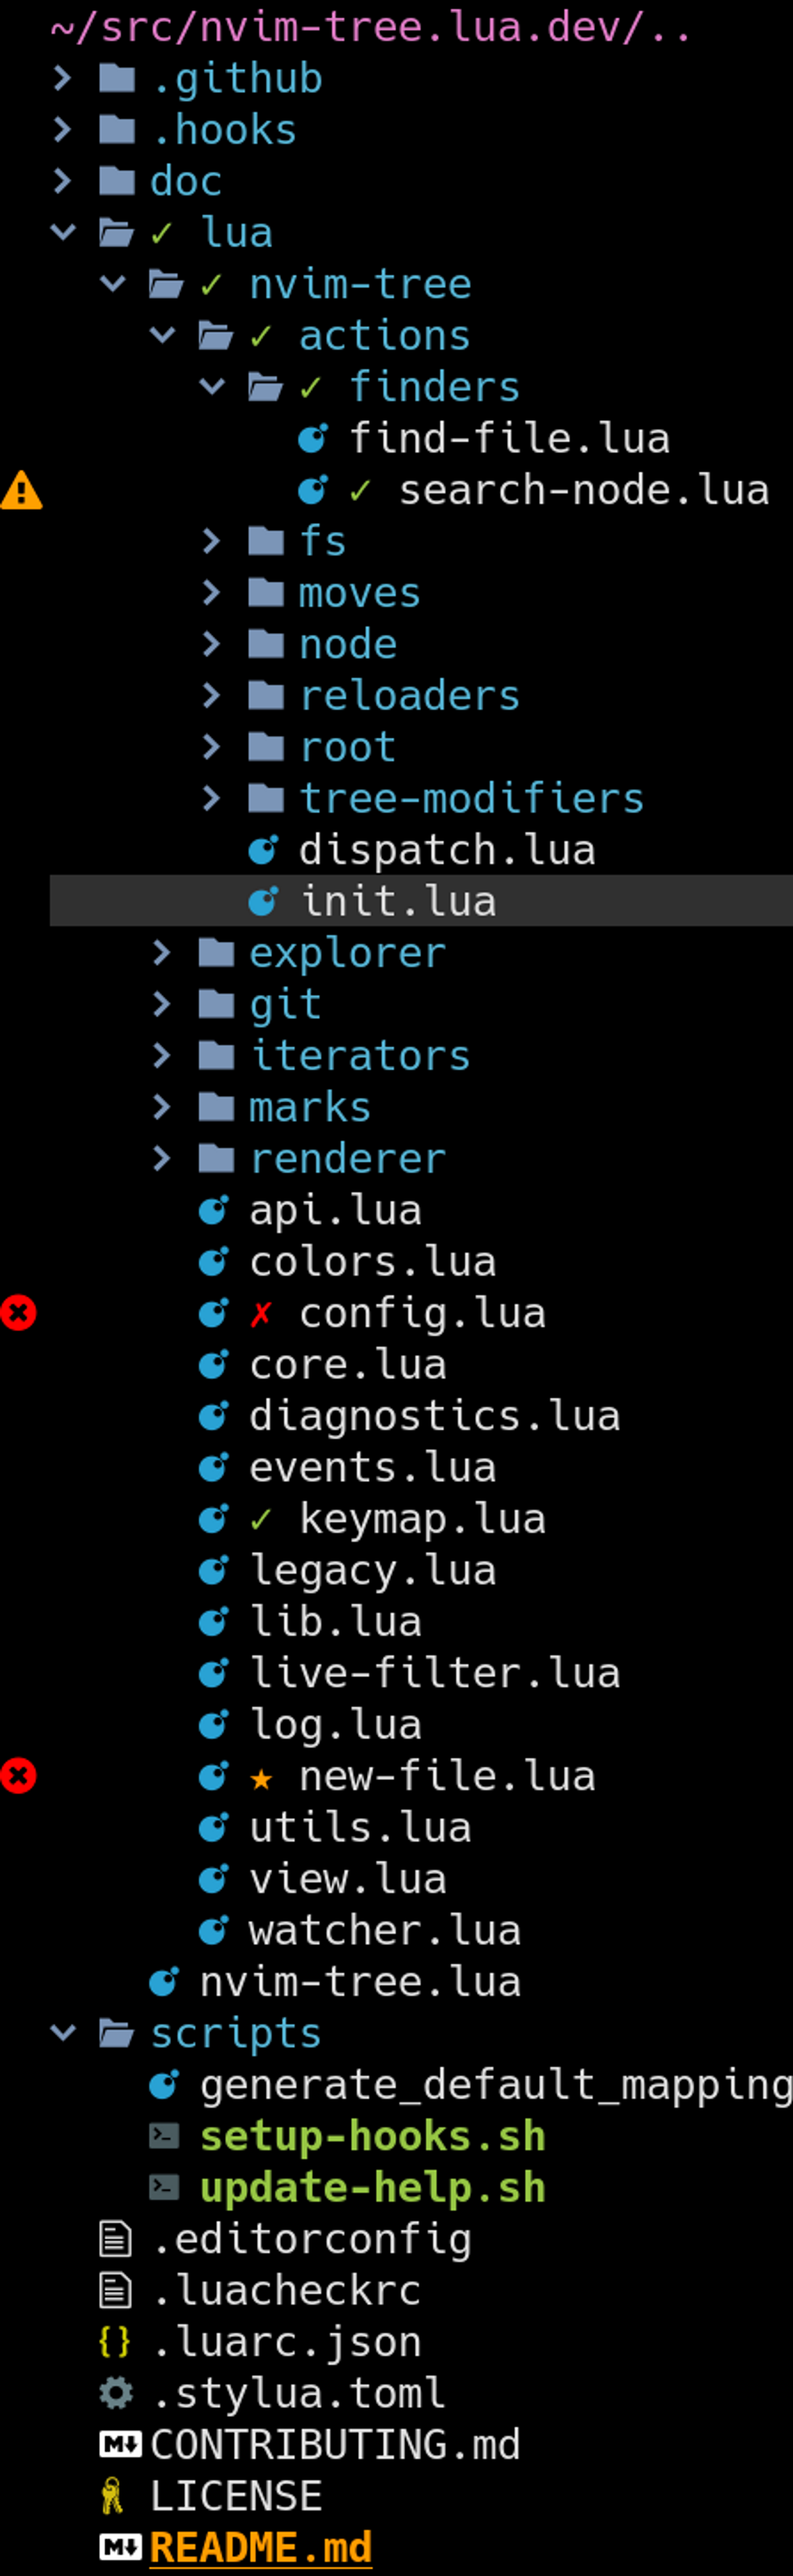 ~/src/nvim-tree.lua.dev/..
.github
.hooks
doc
✓ lua
✓ nvim-tree
✓ actions
✓ finders
find-file.lua
✓ search-node.lua
fs
moves
node
reloaders
root
tree-modifiers
dispatch.lua
init.lua
explorer
git
iterators
marks
renderer
api.lua
colors.lua
✗ config.lua
core.lua
diagnostics.lua
events.lua
✓ keymap.lua
legacy.lua
lib.lua
live-filter.lua
log.lua
★ new-file.lua
utils.lua
view.lua
watcher.lua
nvim-tree.lua
scripts
generate_default_mapping
setup-hooks.sh
update-help.sh
.editorconfig
.luacheckrc
{} .luarc.json
.stylua.toml
M↓ CONTRIBUTING.md
LICENSE
M↓ README.md